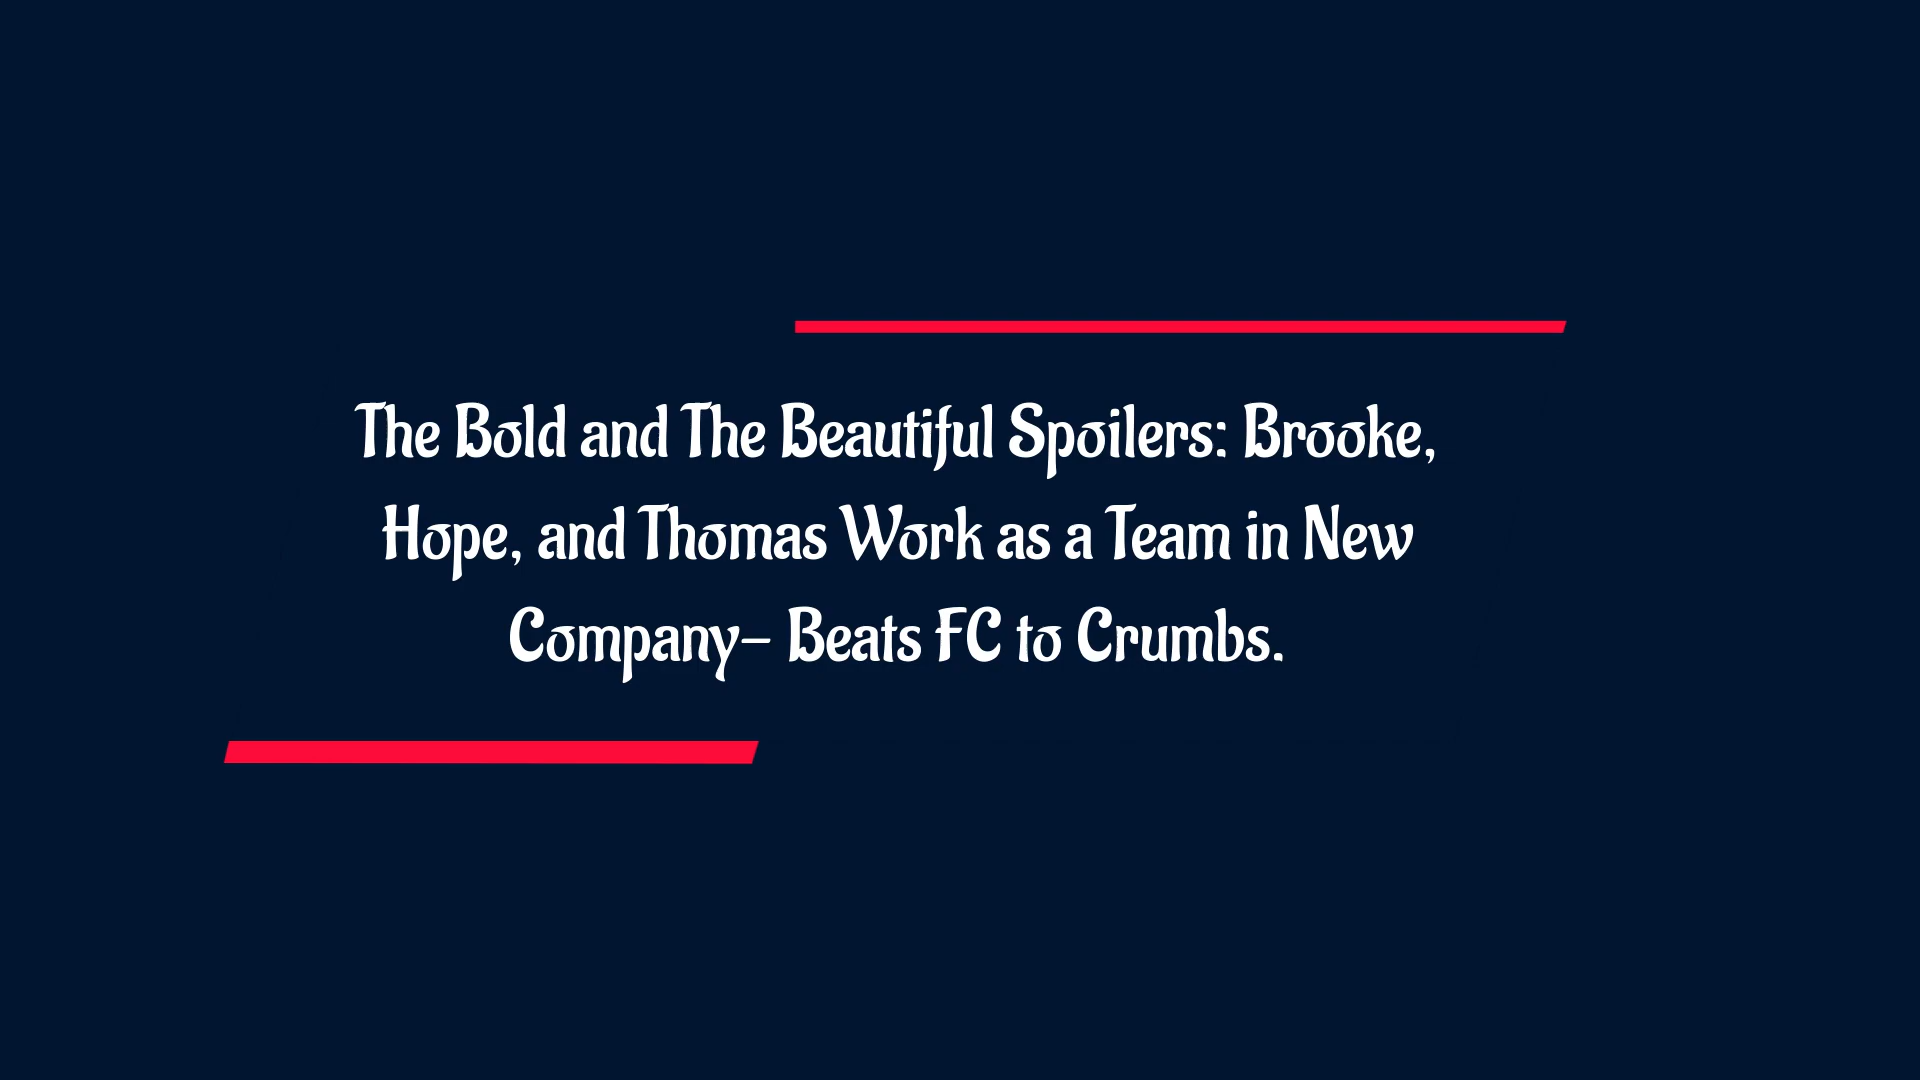 The Bold and The Beautiful Spoilers: Brooke,
Hope, and Thomas Work as a Team in New
Company– Beats FC to Crumbs.